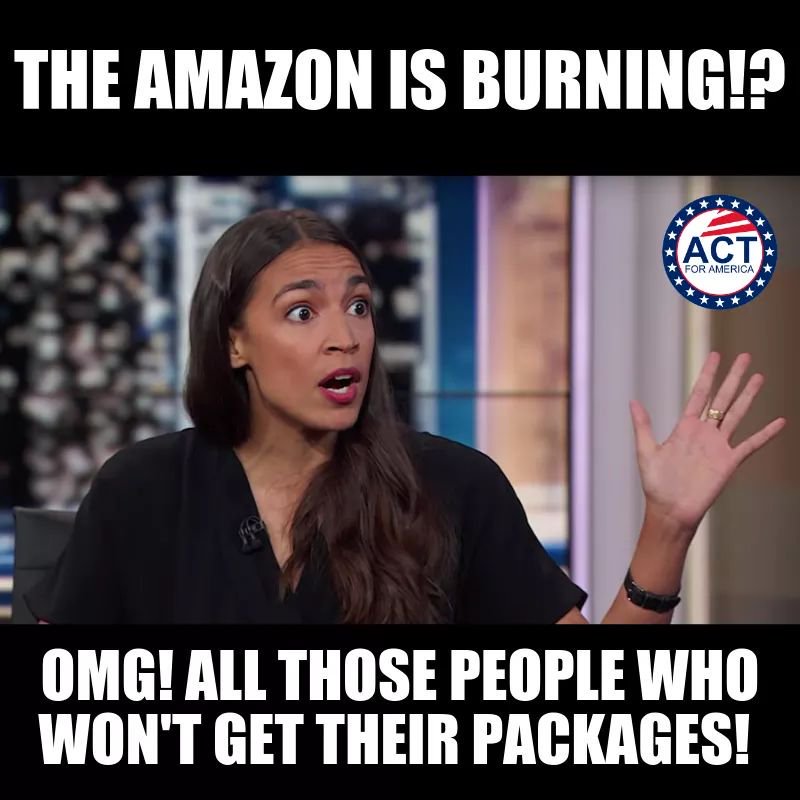 THE AMAZON IS BURNING!?
ACT
FOR AMERICA
OMG! ALL THOSE PEOPLE WHO
WON'T GET THEIR PACKAGES!